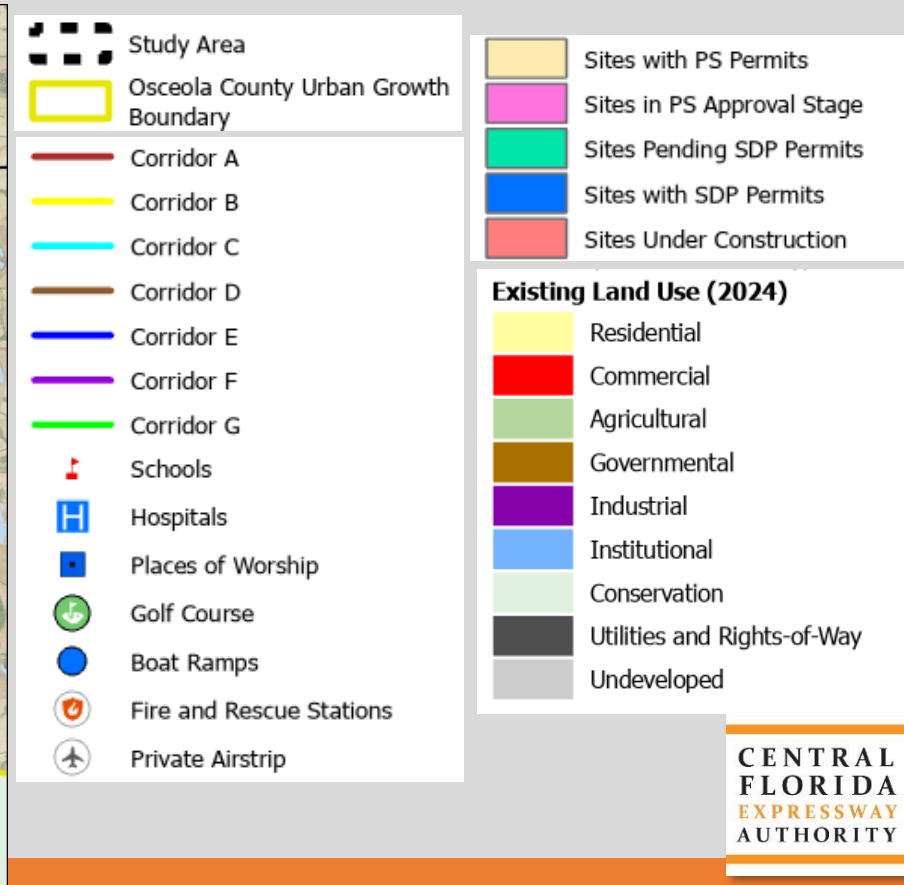 Study Area
Osceola County Urban Growth
Boundary
Corridor A
Corridor B
Corridor C
Corridor D
Corridor E
Corridor F
Corridor G
Schools
H
Hospitals
Places of Worship
Golf Course
Boat Ramps
Fire and Rescue Stations
Private Airstrip
Sites with PS Permits
Sites in PS Approval Stage
Sites Pending SDP Permits
Sites with SDP Permits
Sites Under Construction
Existing Land Use (2024)
Residential
Commercial
Agricultural
Governmental
Industrial
Institutional
Conservation
Utilities and Rights-of-Way
Undeveloped
CENTRAL
FLORIDA
EXPRESSWAY
AUTHORITY